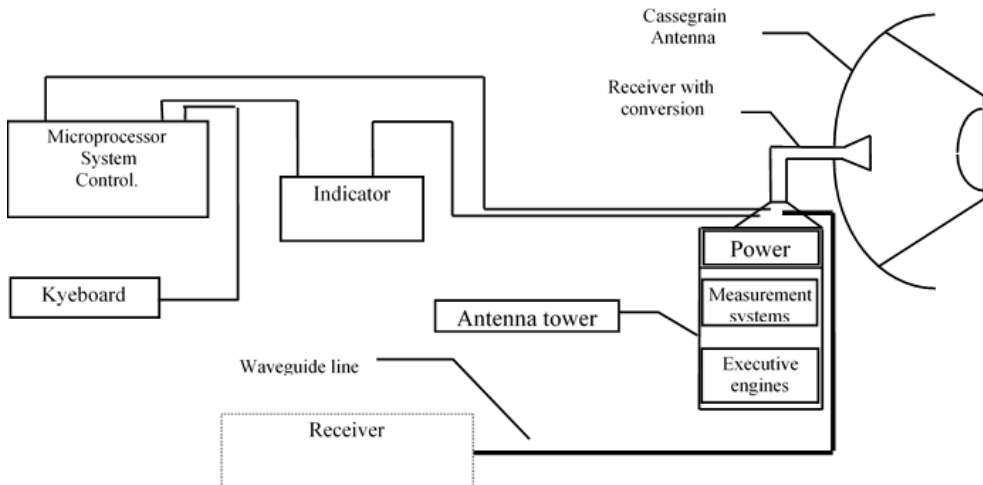 Cassegrain
Antenna
Receiver with
conversion
Microprocessor
System
Control.
Indicator
Power
Kyeboard
Measurement
systems
Antenna tower
Waveguide line
Executive
engines
Receiver